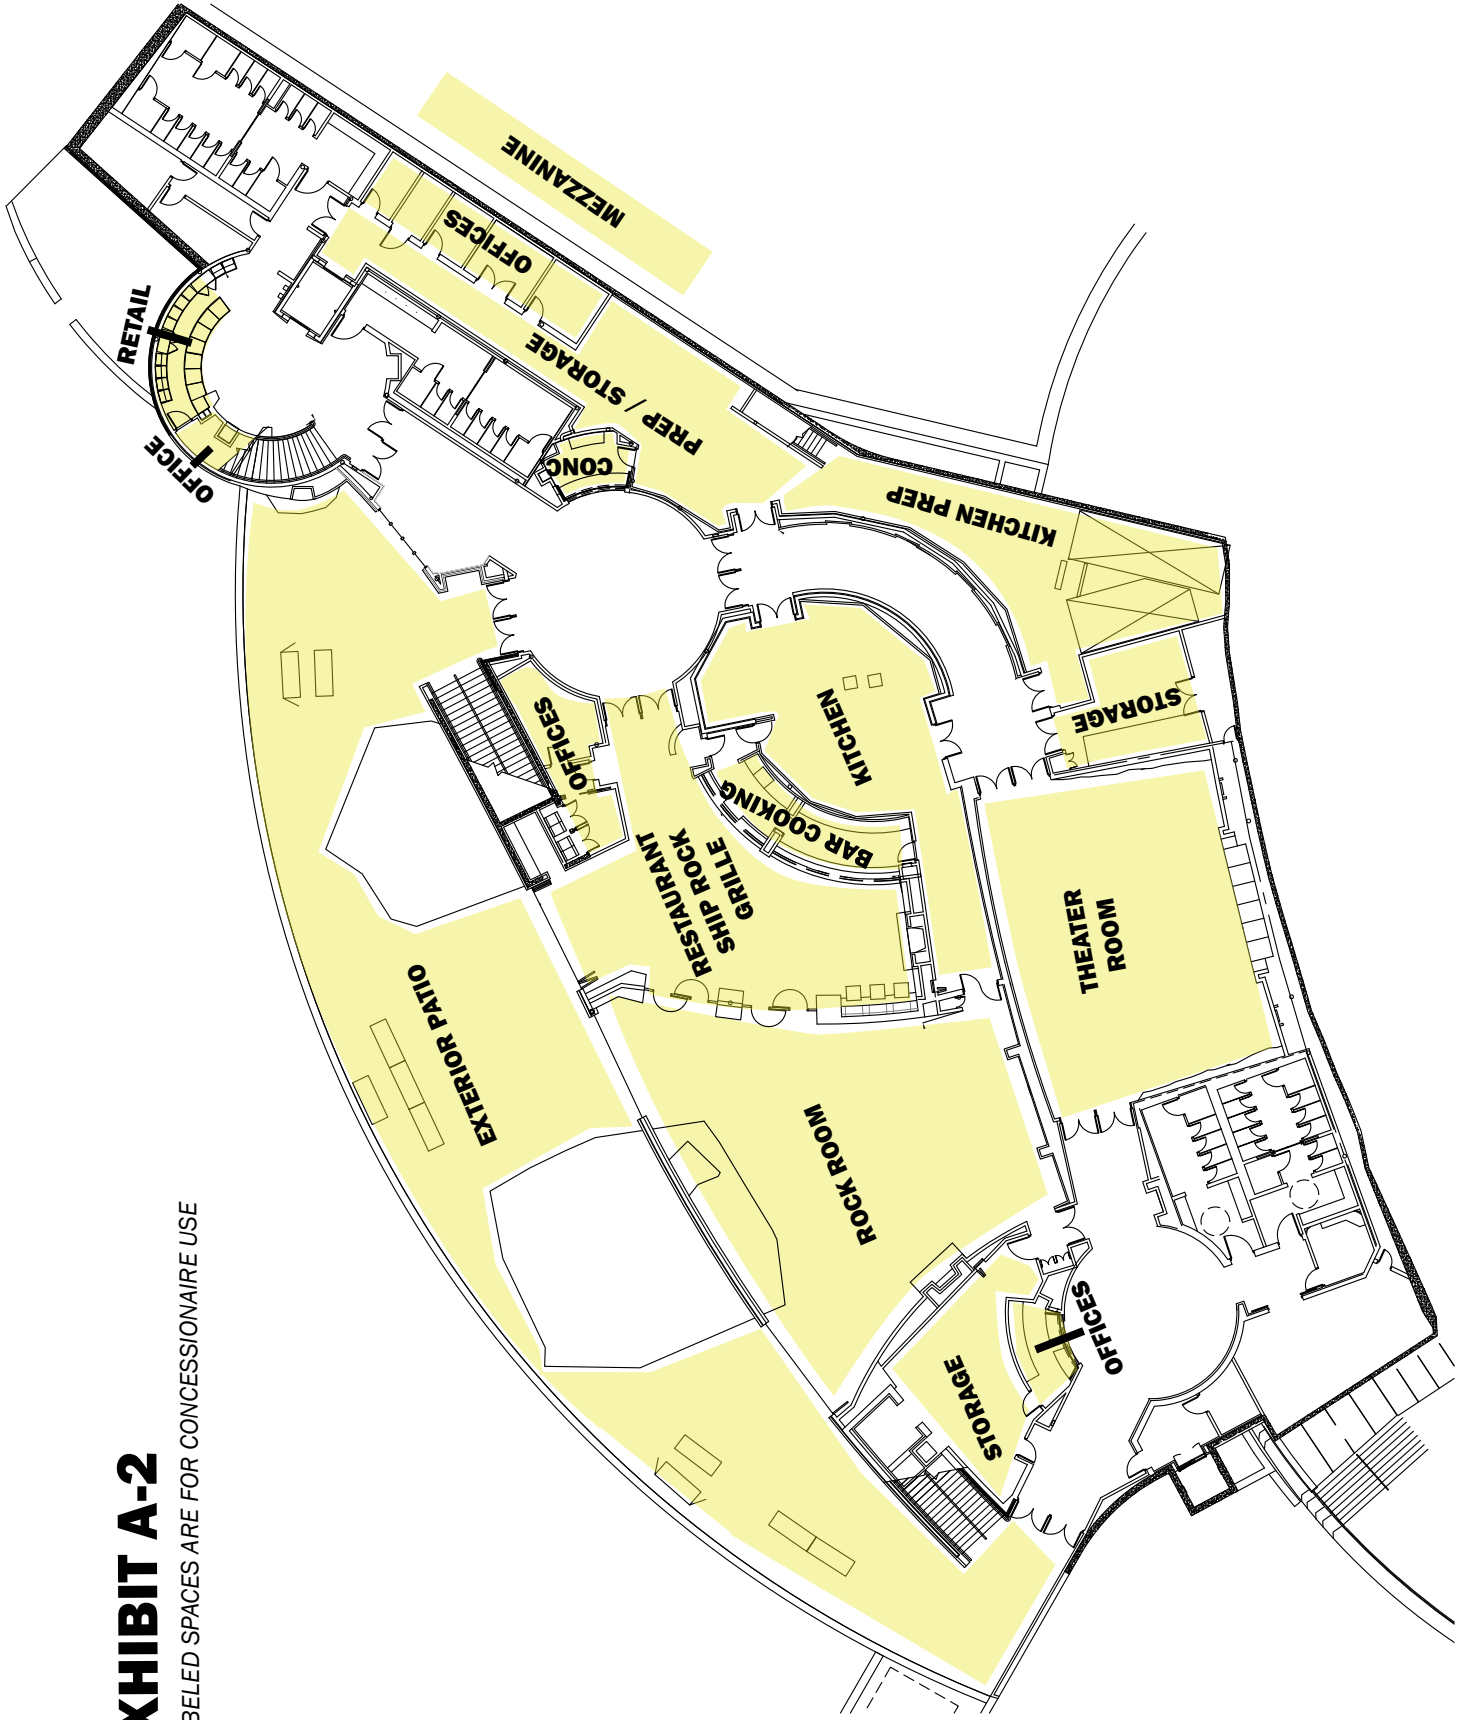 XHIBIT A-2
BELED SPACES ARE FOR CONCESSIONAIRE USE
MEZZANINE
OFFICES
RETAIL
OFFICE
PREP / STORAGE
CONC
KITCHEN PREP
STORAGE
OFFICES
KITCHEN
BAR COOKING
RESTAURANT
SHIP ROCK
GRILLE
THEATER
ROOM
EXTERIOR PATIO
ROCK ROOM
STORAGE
OFFICES